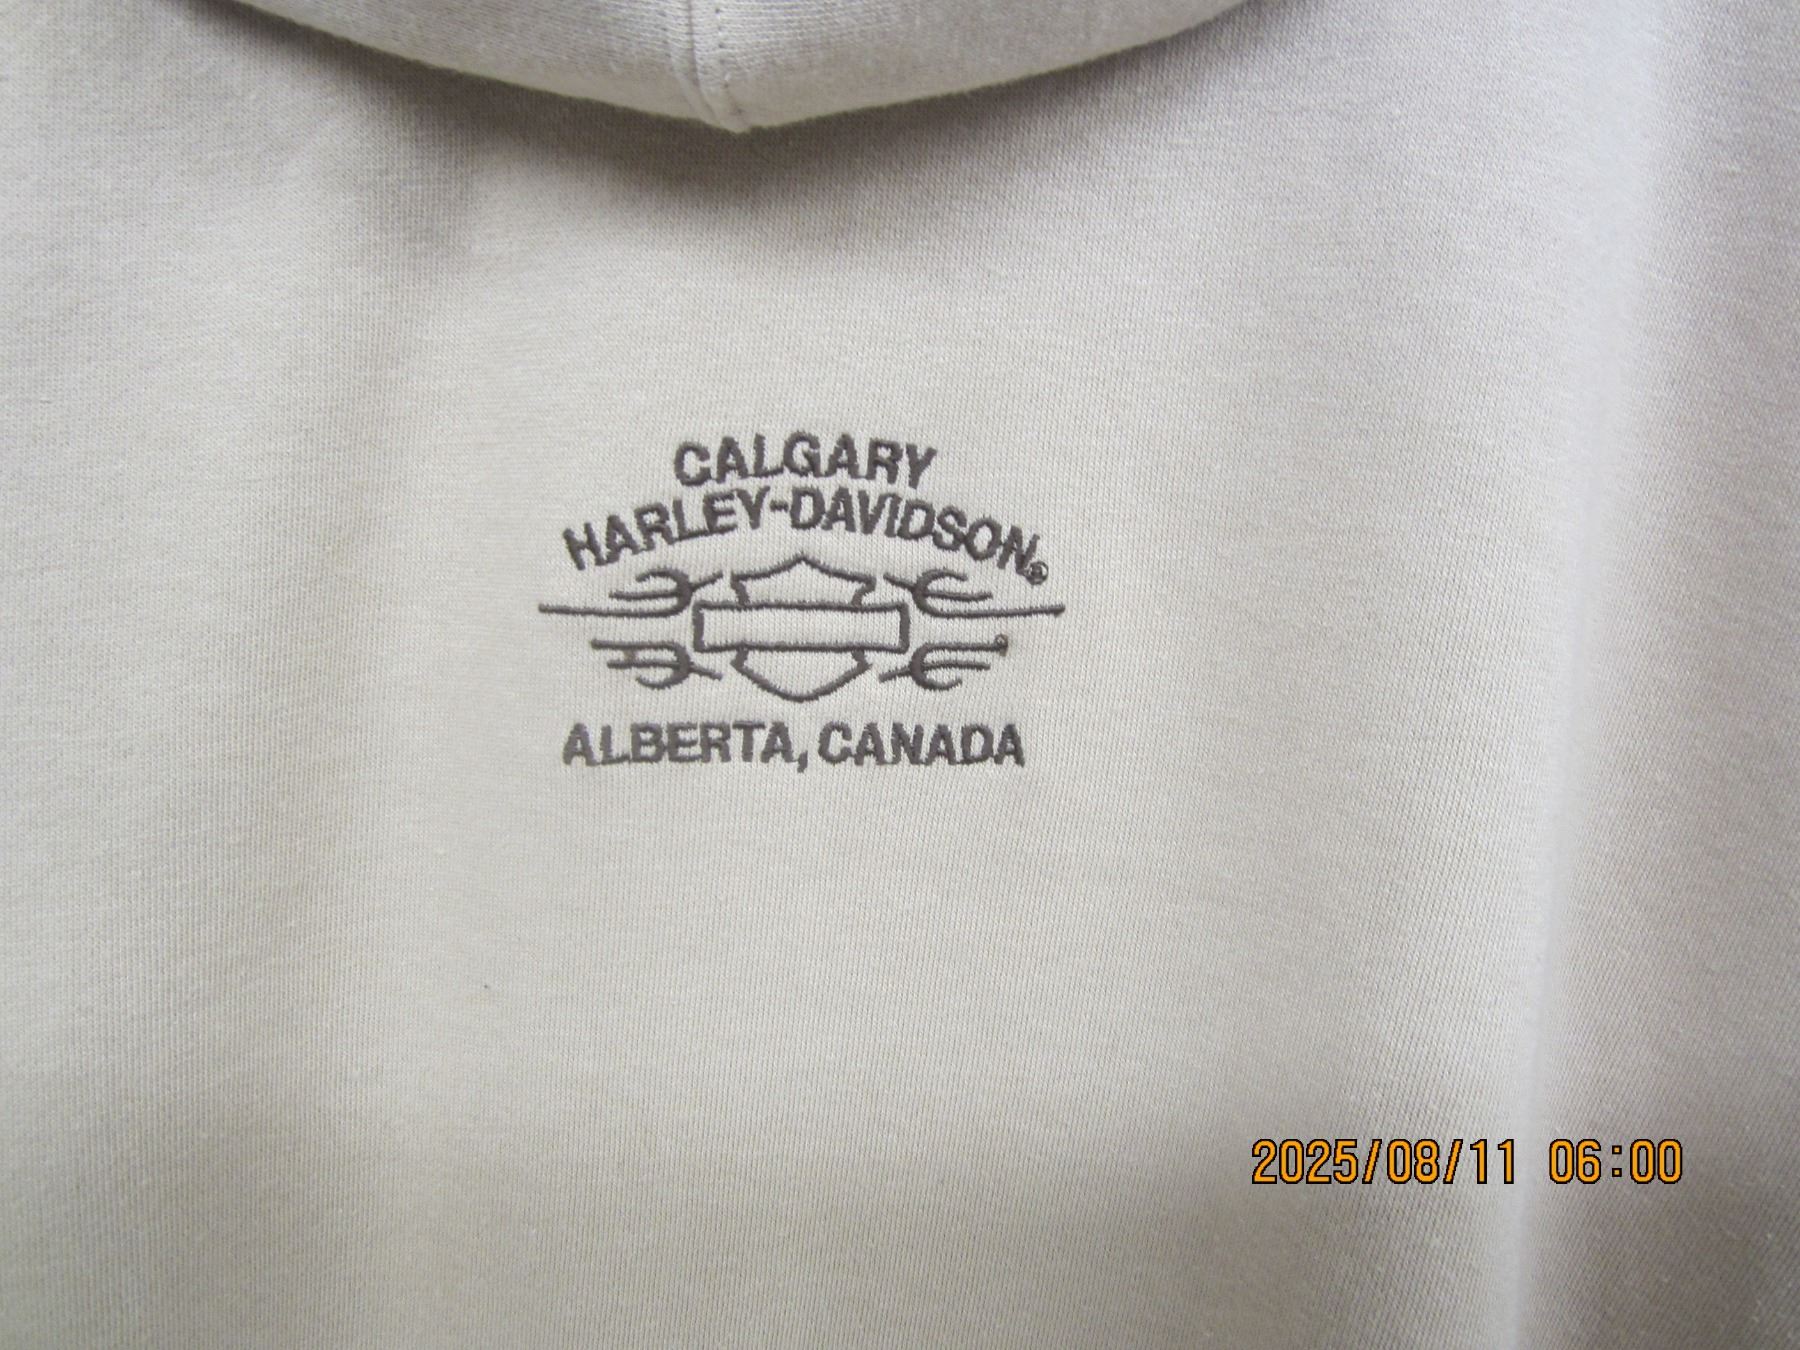 CALGARY
HARLEY-DAVIDSON®
ALBERTA, CANADA
2025/08/11 06:00